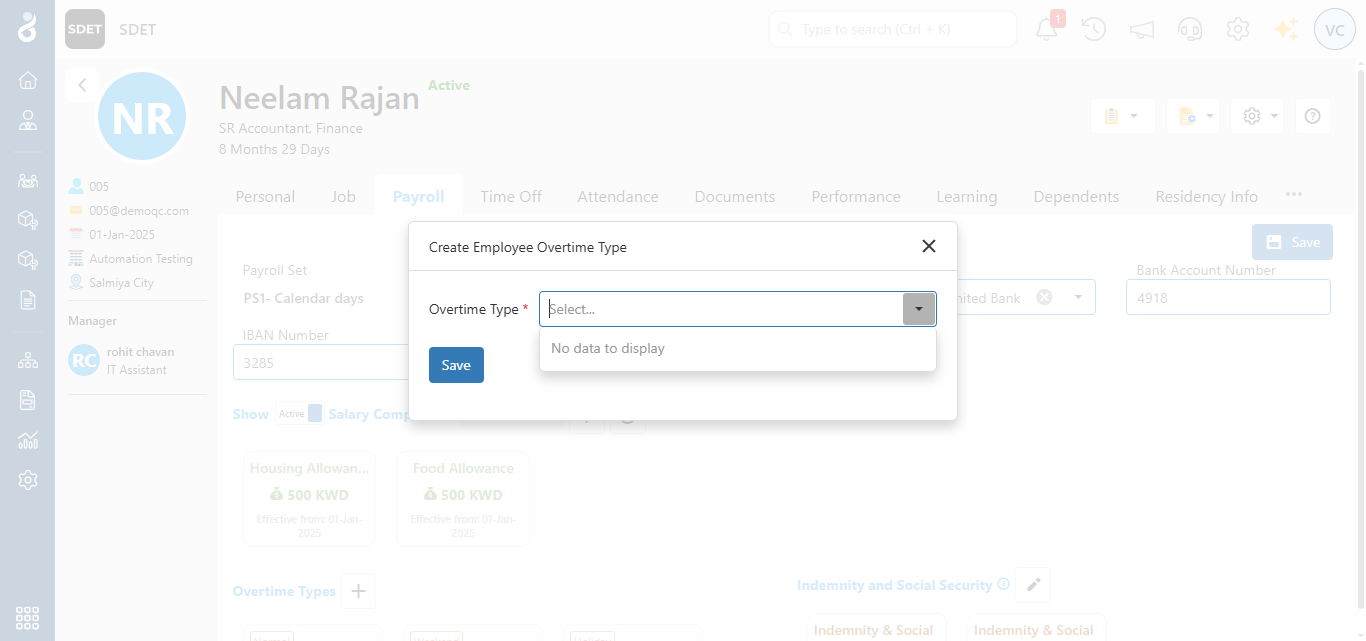 SDET
SDET
Type to search (Ctrl + K)
1
VC
NR
Neelam Rajan
Active
SR Accountant, Finance
8 Months 29 Days
005
005@democq.com
01-Jan-2025
Automation Testing
Salmiya City
Manager
RC
rohit chavan
IT Assistant
Personal
Job
Payroll
Time Off
Attendance
Documents
Performance
Learning
Dependents
Residency Info
Save
Payroll Set
PS1- Calendar days
nited Bank
Bank Account Number
4918
IBAN Number
3285
Create Employee Overtime Type
Overtime Type *
Select...
No data to display
Save
Show
Active
Salary Comp
Housing Allowan...
500 KWD
Effective from: 01-Jan-
2025
Food Allowance
500 KWD
Effective from: 01-Jan-
2025
Overtime Types
Normal
Weekend
Holiday
Indemnity and Social Security
Indemnity & Social
Indemnity & Social